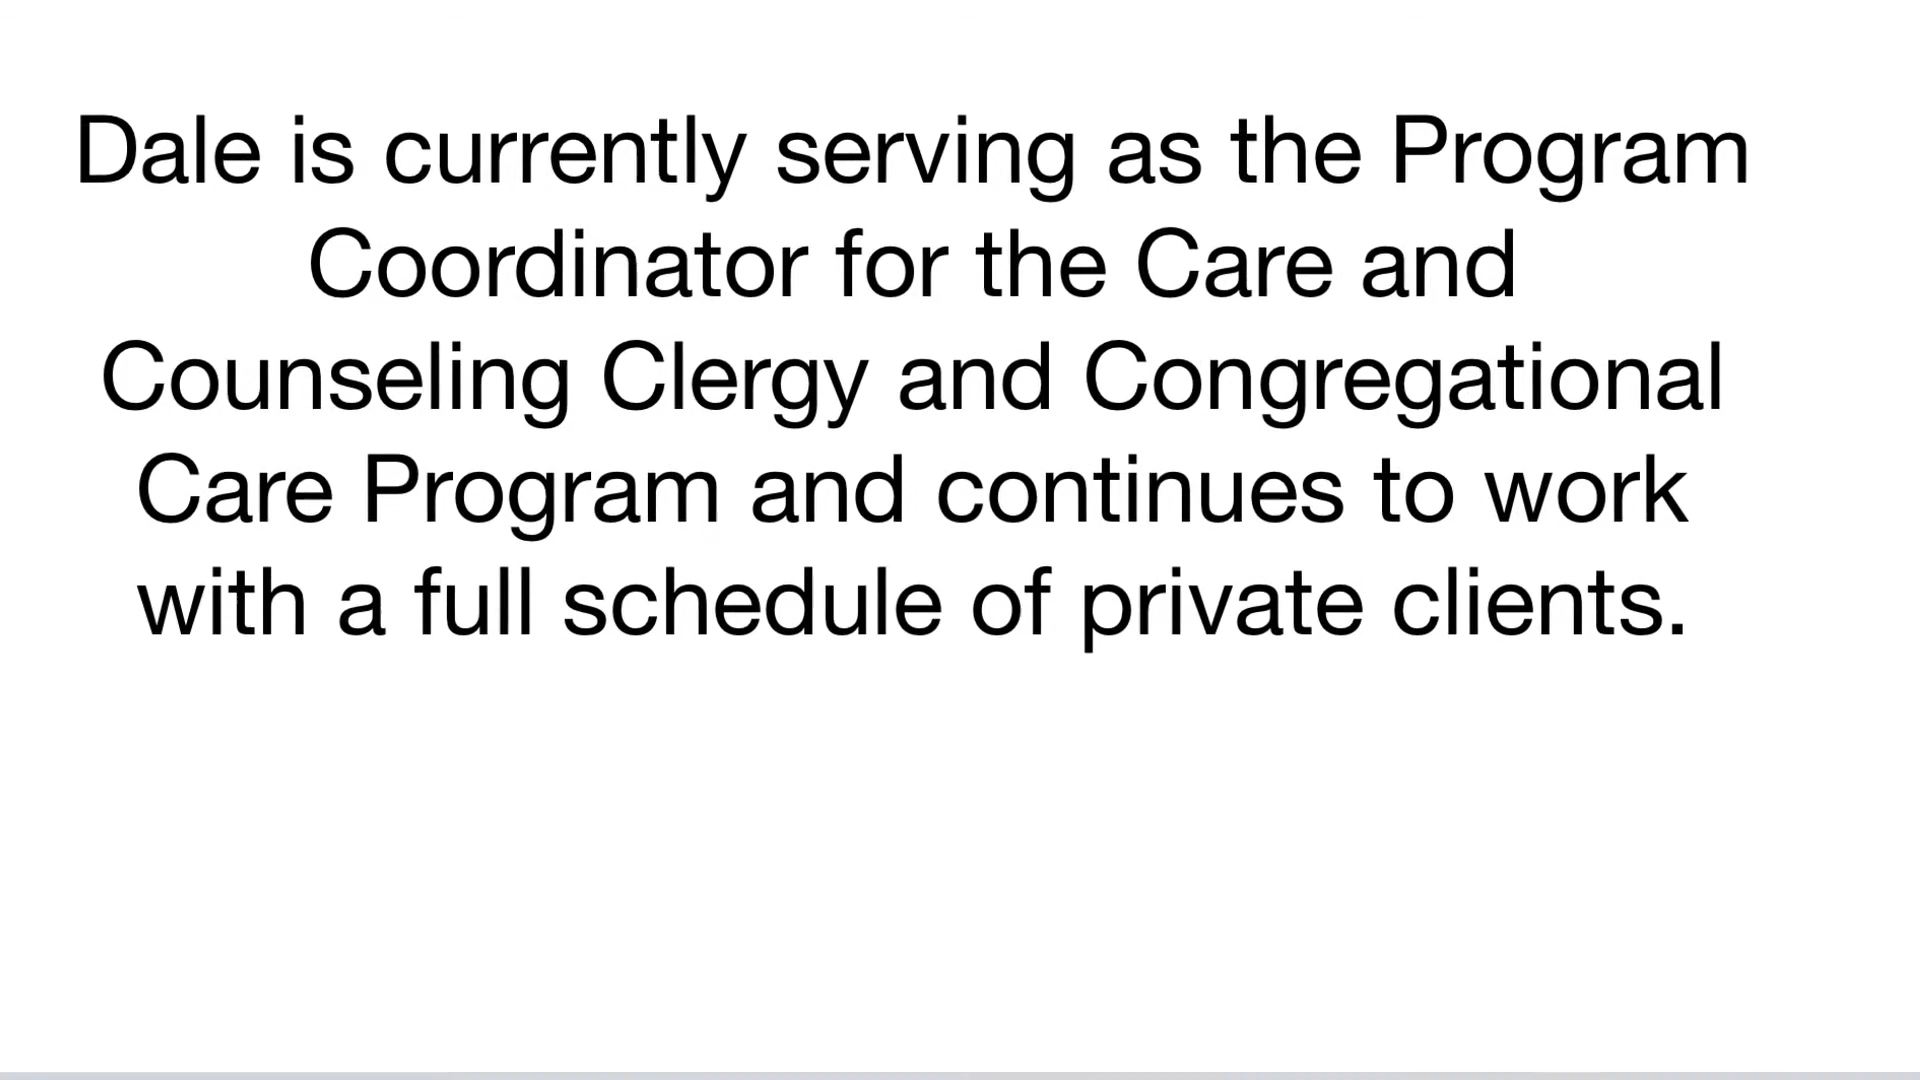 Dale is currently serving as the Program
Coordinator for the Care and
Counseling Clergy and Congregational
Care Program and continues to work
with a full schedule of private clients.